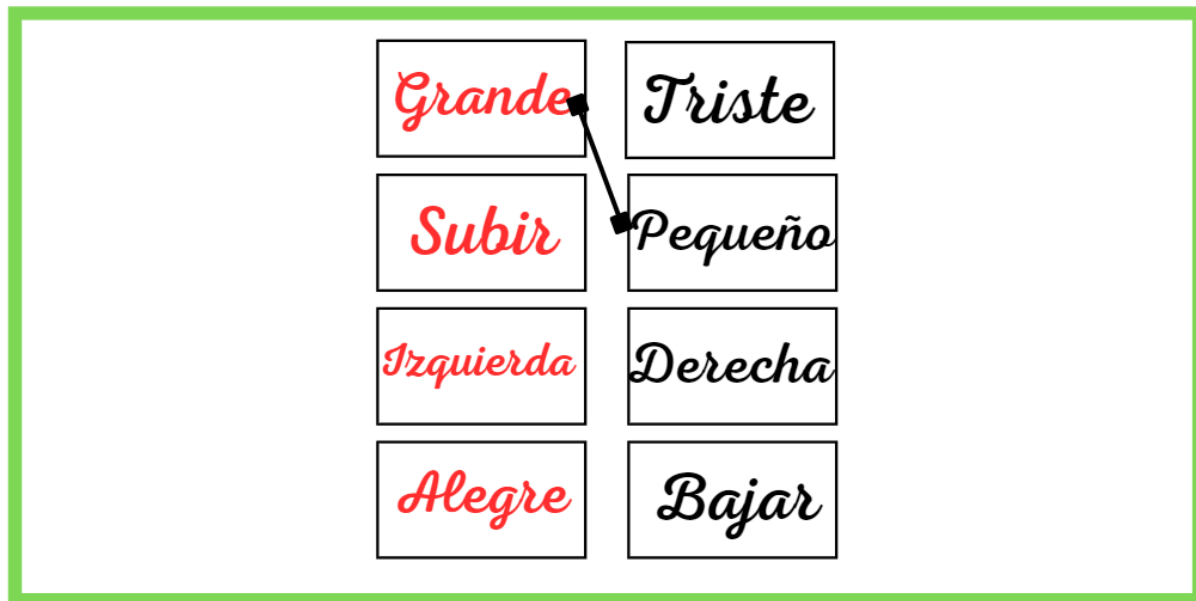 Grande
Triste
Subir
Pequeño
Izquierda
Derecha
Alegre
Bajar